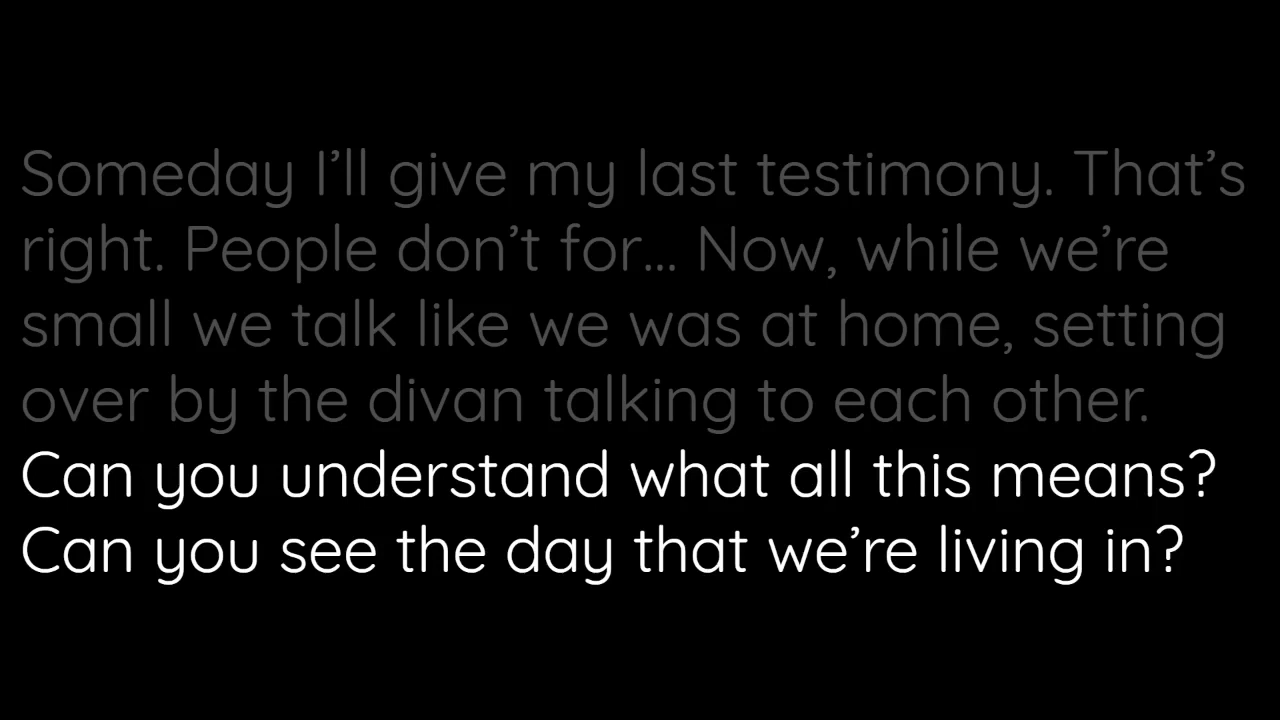 Someday I’ll give my last testimony. That’s
right. People don’t for... Now, while we’re
small we talk like we was at home, setting
over by the divan talking to each other.
Can you understand what all this means?
Can you see the day that we’re living in?